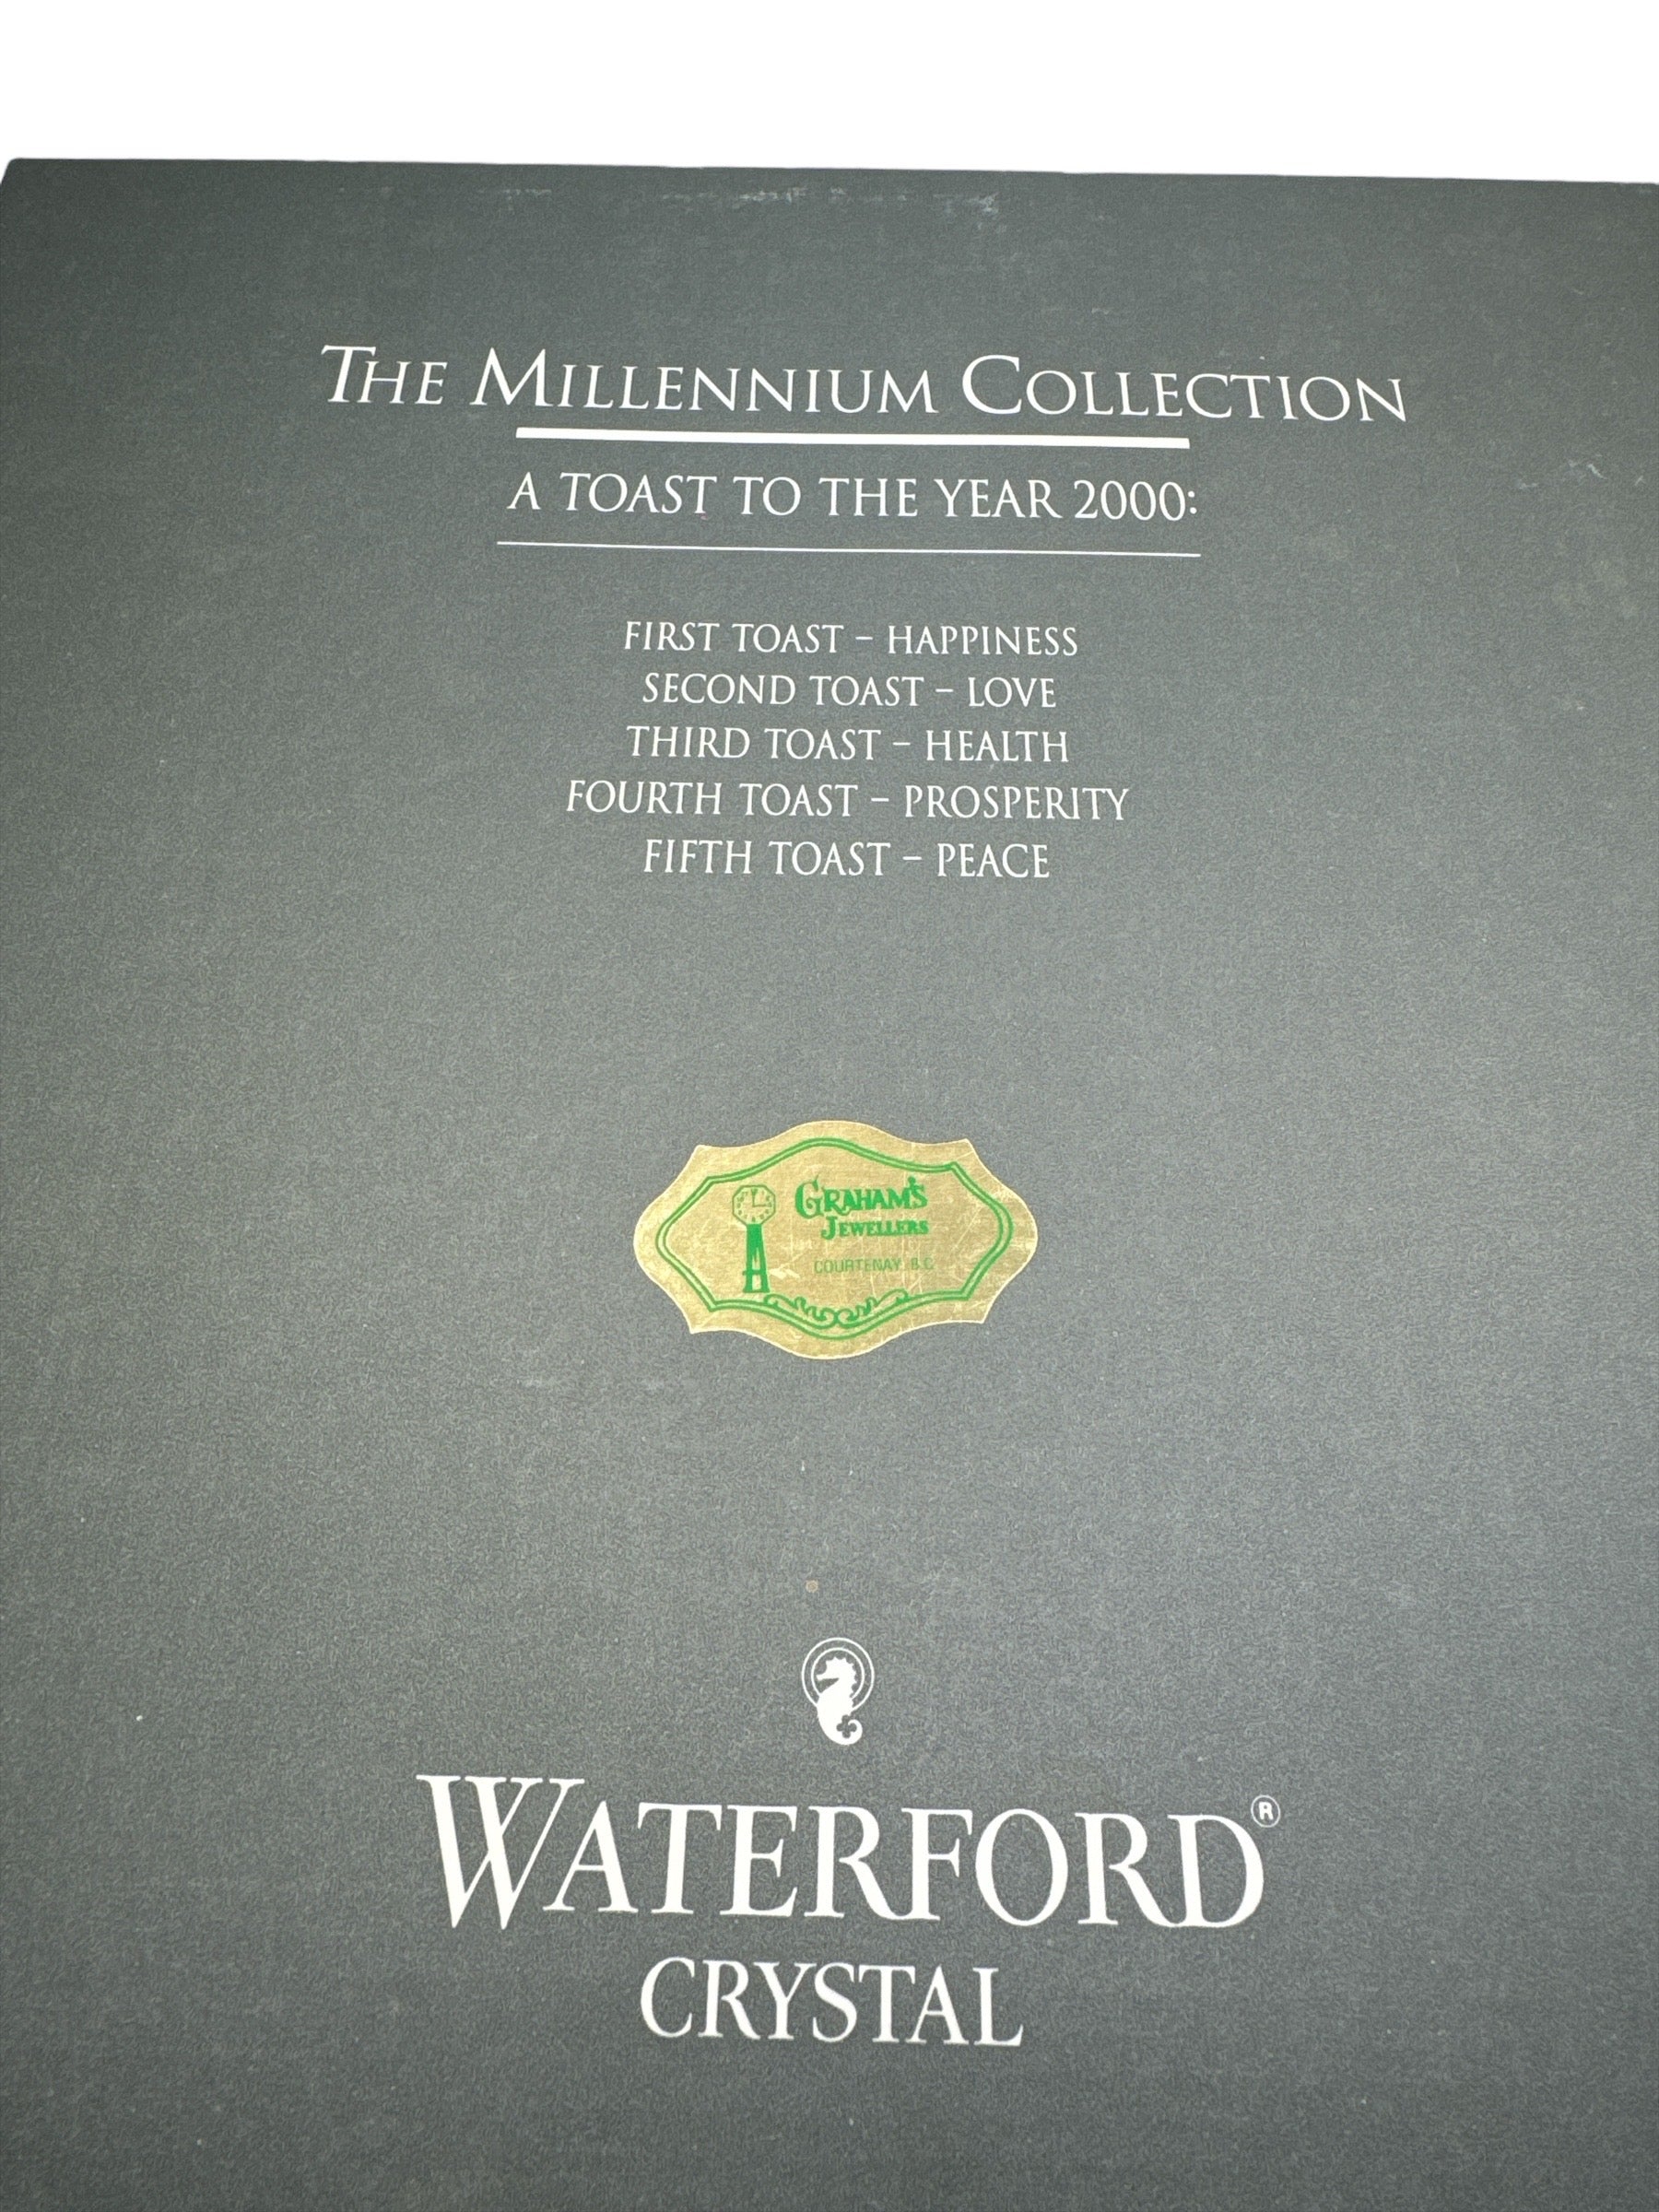 THE MILLENNIUM COLLECTION
A TOAST TO THE YEAR 2000:
FIRST TOAST – HAPPINESS
SECOND TOAST – LOVE
THIRD TOAST – HEALTH
FOURTH TOAST – PROSPERITY
FIFTH TOAST – PEACE
GRAHAM'S
JEWELLERS
COURTENAY, B.C.
WATERFORD®
CRYSTAL